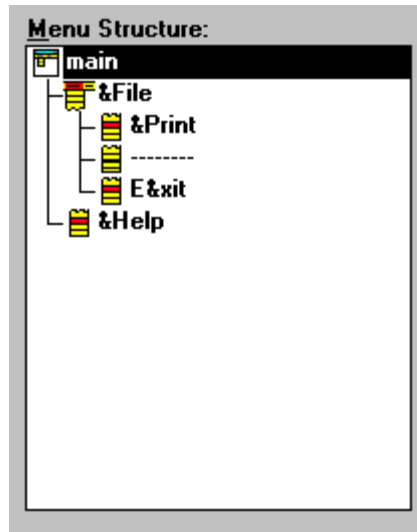 Menu Structure:
main
&File
&Print
--------
E&xit
&Help